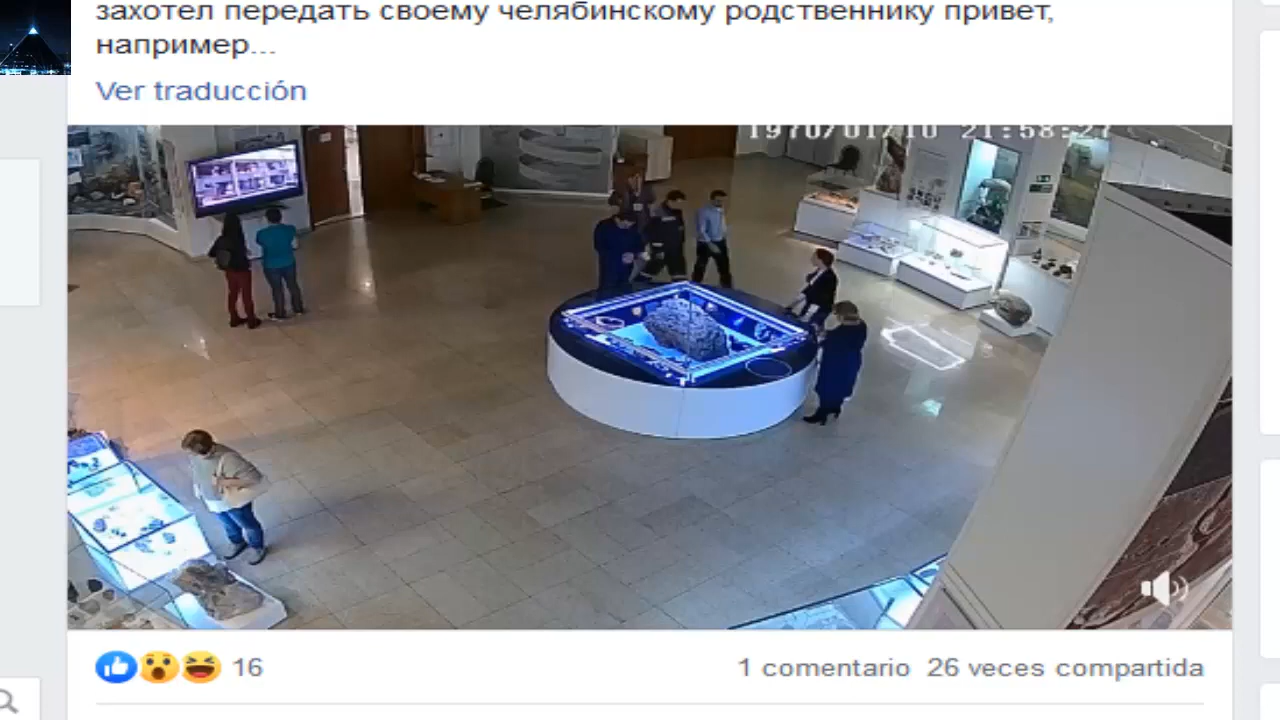 захотел передать своему челябинскому родственнику привет,
например...
Ver traducción
1970/01/10 21:58:27
16
1 comentario 26 veces compartida